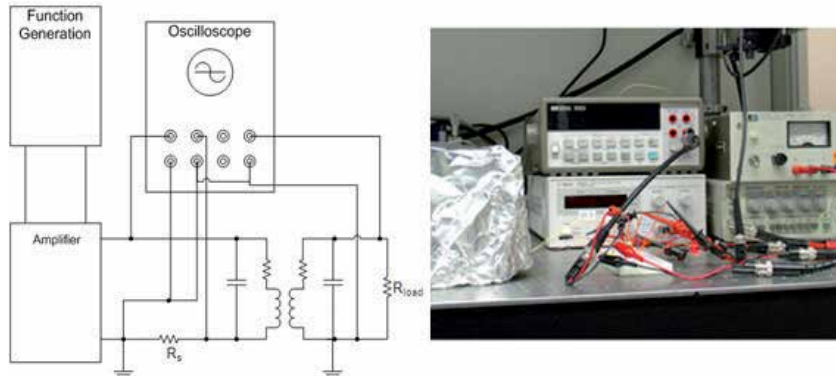 Function
Generation
Oscilloscope
Amplifier
Rs
Rload